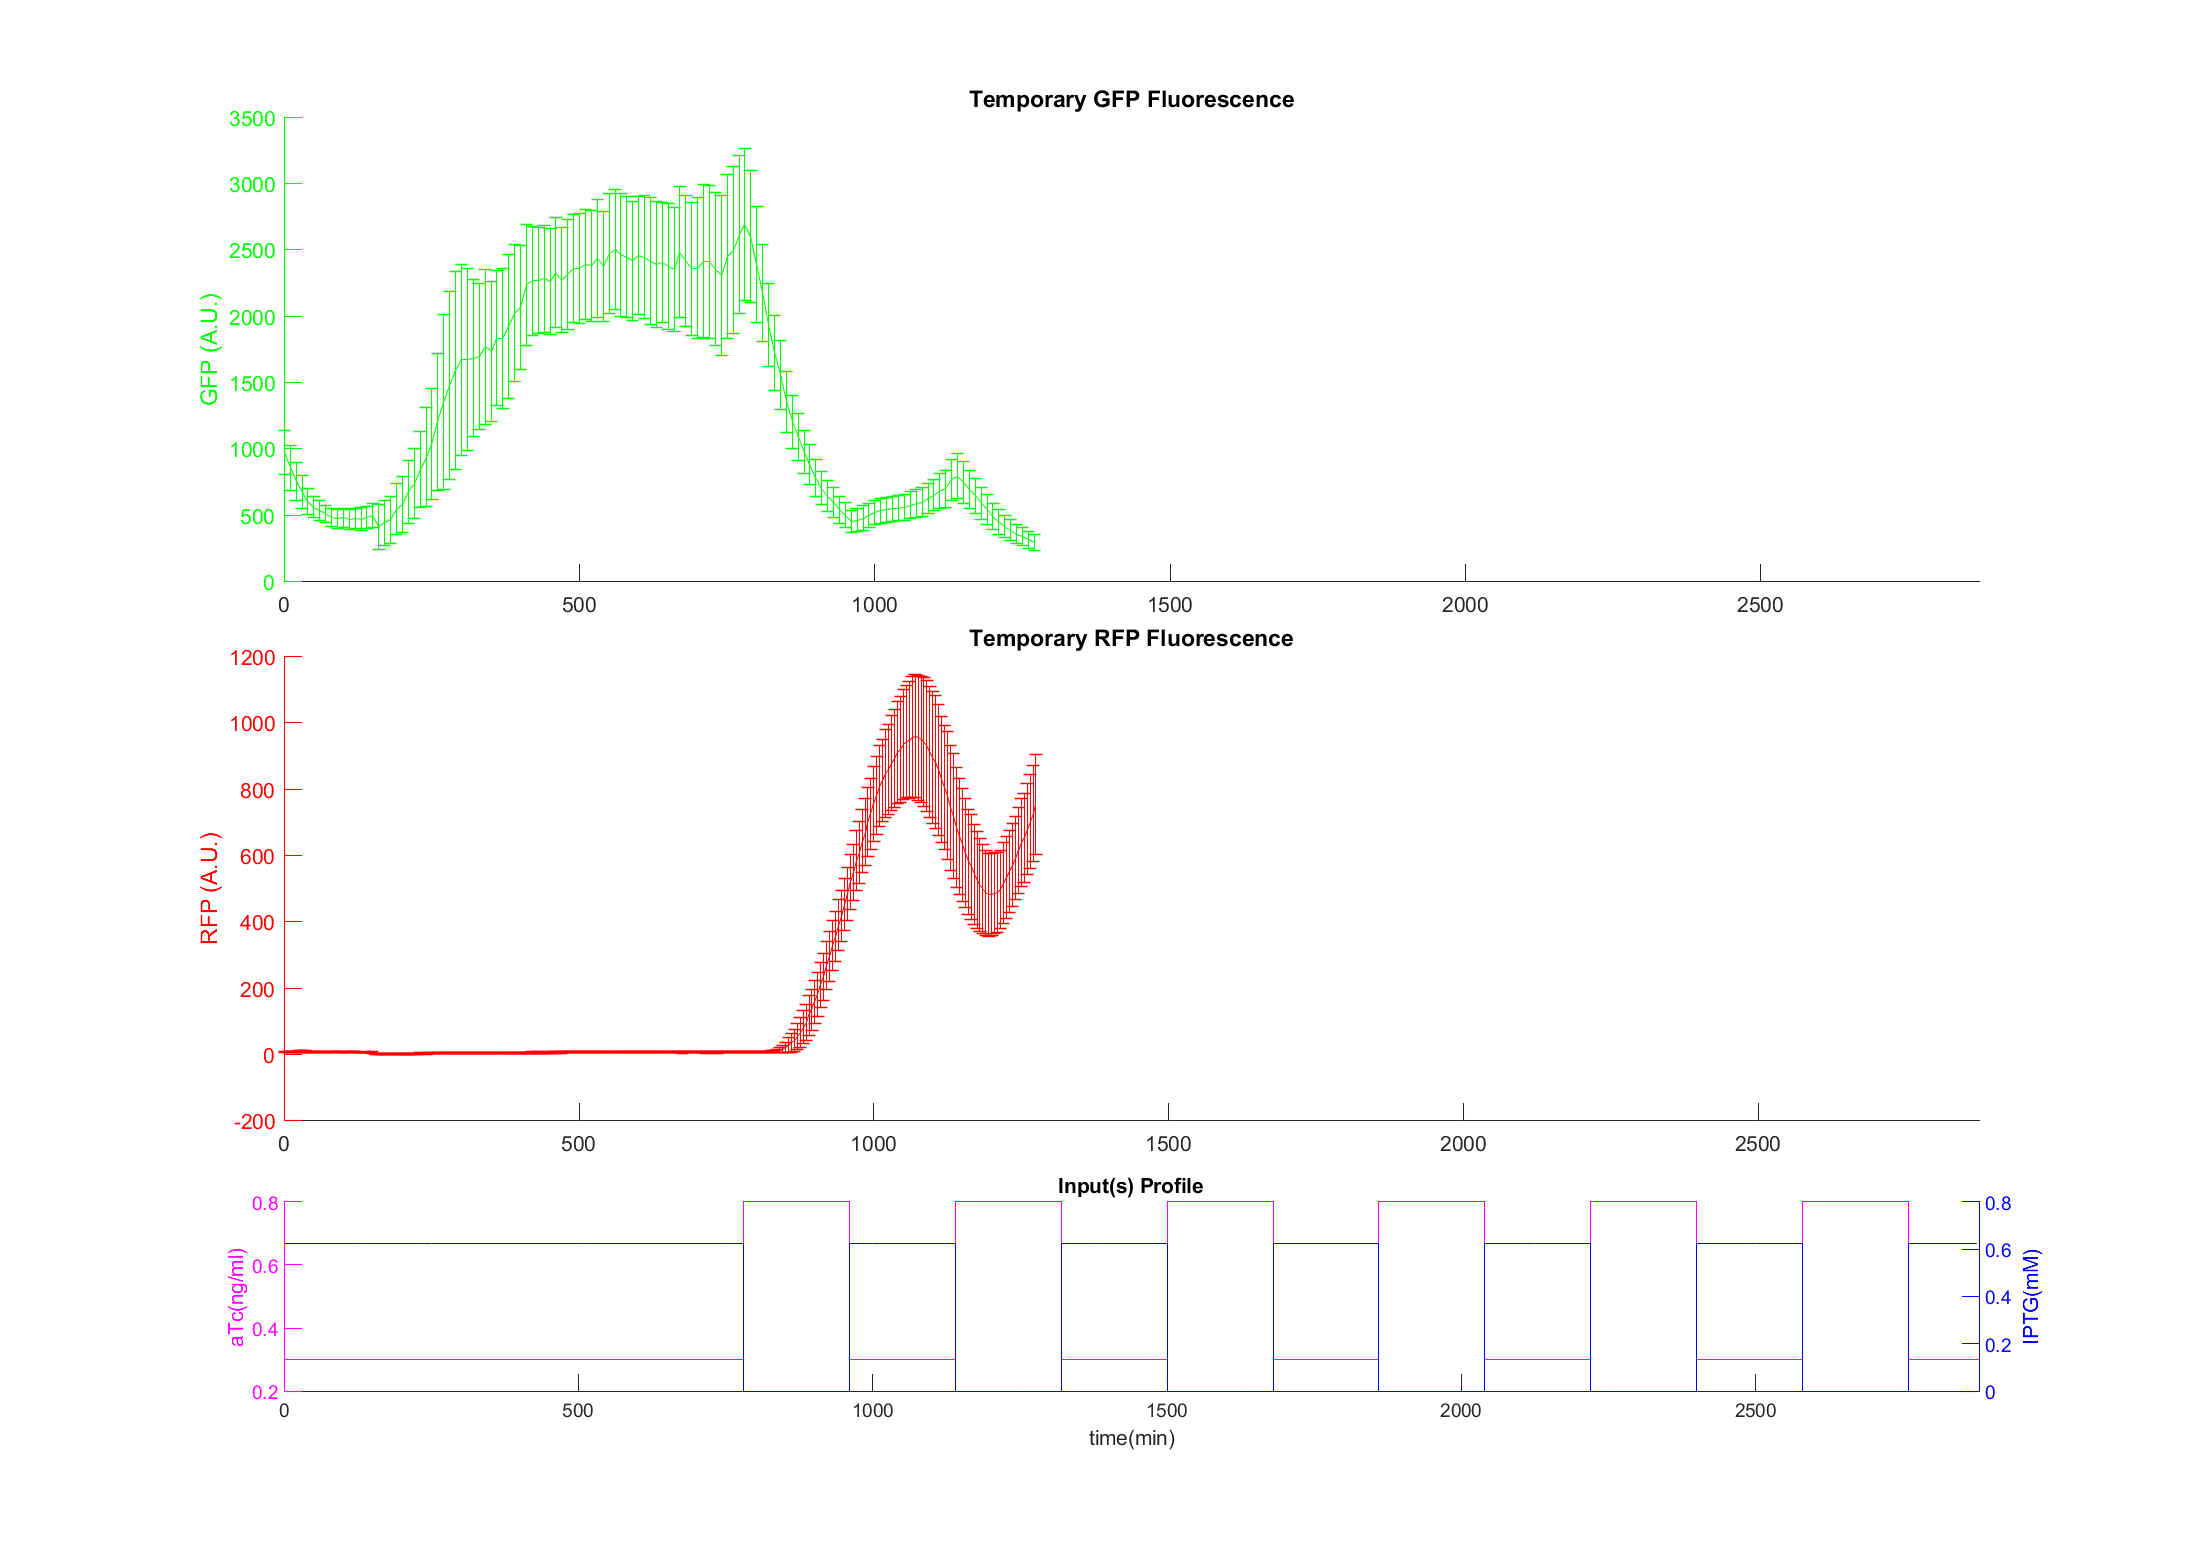 Temporary GFP Fluorescence
3500
3000
2500
2000
1500
1000
500
0
GFP (A.U.)
0 500 1000 1500 2000 2500
Temporary RFP Fluorescence
1200
1000
800
600
400
200
0
-200
RFP (A.U.)
0 500 1000 1500 2000 2500
Input(s) Profile
0.8
0.6
0.4
0.2
aTc(ng/ml)
0.8
0.6
0.4
0.2
0
IPTG(mM)
0 500 1000 1500 2000 2500
time(min)